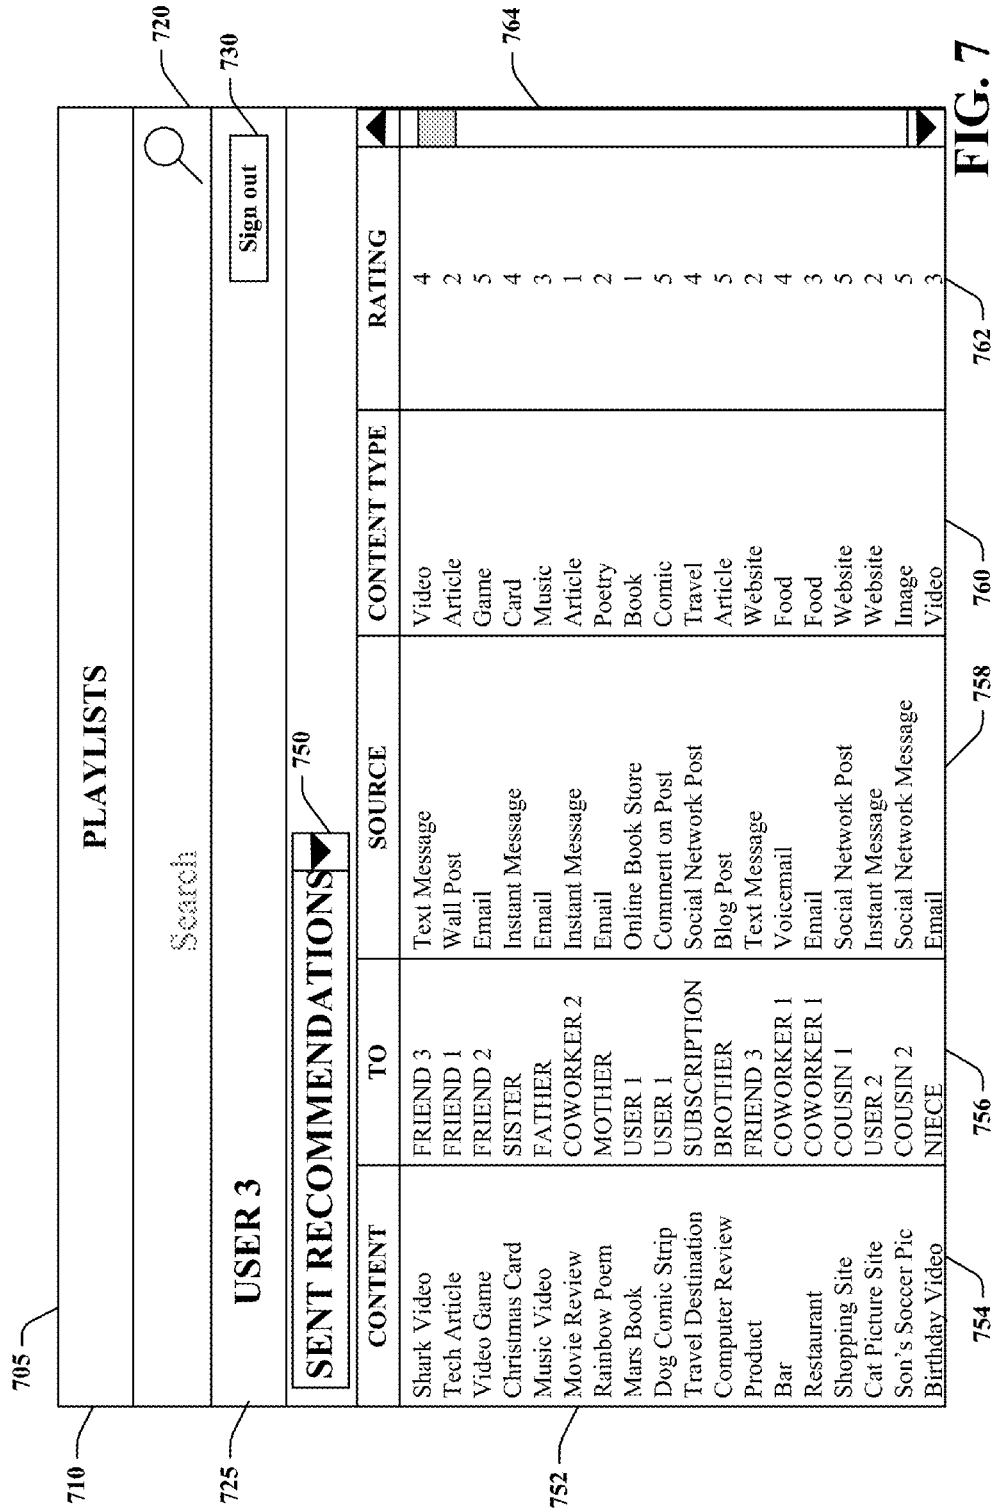 705
710
PLAYLISTS
Search
720
725
USER 3
Sign out
730
SENT RECOMMENDATIONS
750
CONTENT TO SOURCE CONTENT TYPE RATING
Shark Video FRIEND 3 Text Message Video 4
Tech Article FRIEND 1 Wall Post Article 2
Video Game FRIEND 2 Email Game 5
Christmas Card SISTER Instant Message Card 4
Music Video FATHER Email Music 3
Movie Review COWORKER 2 Instant Message Article 1
Rainbow Poem MOTHER Email Poetry 2
Mars Book USER 1 Online Book Store Book 1
Dog Comic Strip USER 1 Comment on Post Comic 5
Travel Destination SUBSCRIPTION Social Network Post Travel 4
Computer Review BROTHER Blog Post Article 5
Product FRIEND 3 Text Message Website 2
Bar COWORKER 1 Voicemail Food 4
Restaurant COWORKER 1 Email Food 3
Shopping Site COUSIN 1 Social Network Post Website 5
Cat Picture Site USER 2 Instant Message Website 2
Son's Soccer Pic COUSIN 2 Social Network Message Image 5
Birthday Video NIECE Email Video 3
752
764
754
756
758
760
762
FIG. 7